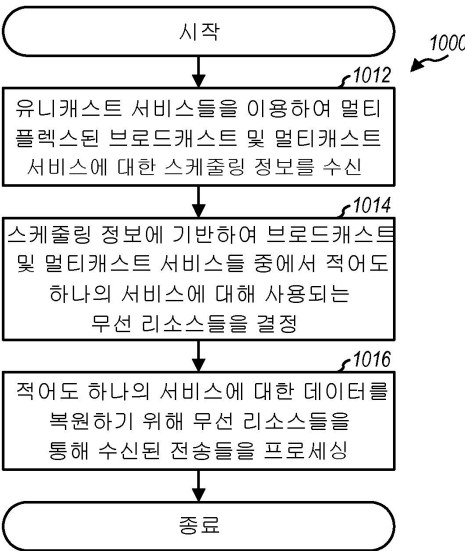 시작
1000
1012
유니캐스트 서비스들을 이용하여 멀티
플렉스된 브로드캐스트 및 멀티캐스트
서비스에 대한 스케줄링 정보를 수신
1014
스케줄링 정보에 기반하여 브로드캐스트
및 멀티캐스트 서비스들 중에서 적어도
하나의 서비스에 대해 사용되는
무선 리소스들을 결정
1016
적어도 하나의 서비스에 대한 데이터를
복원하기 위해 무선 리소스들을
통해 수신된 전송들을 프로세싱
종료